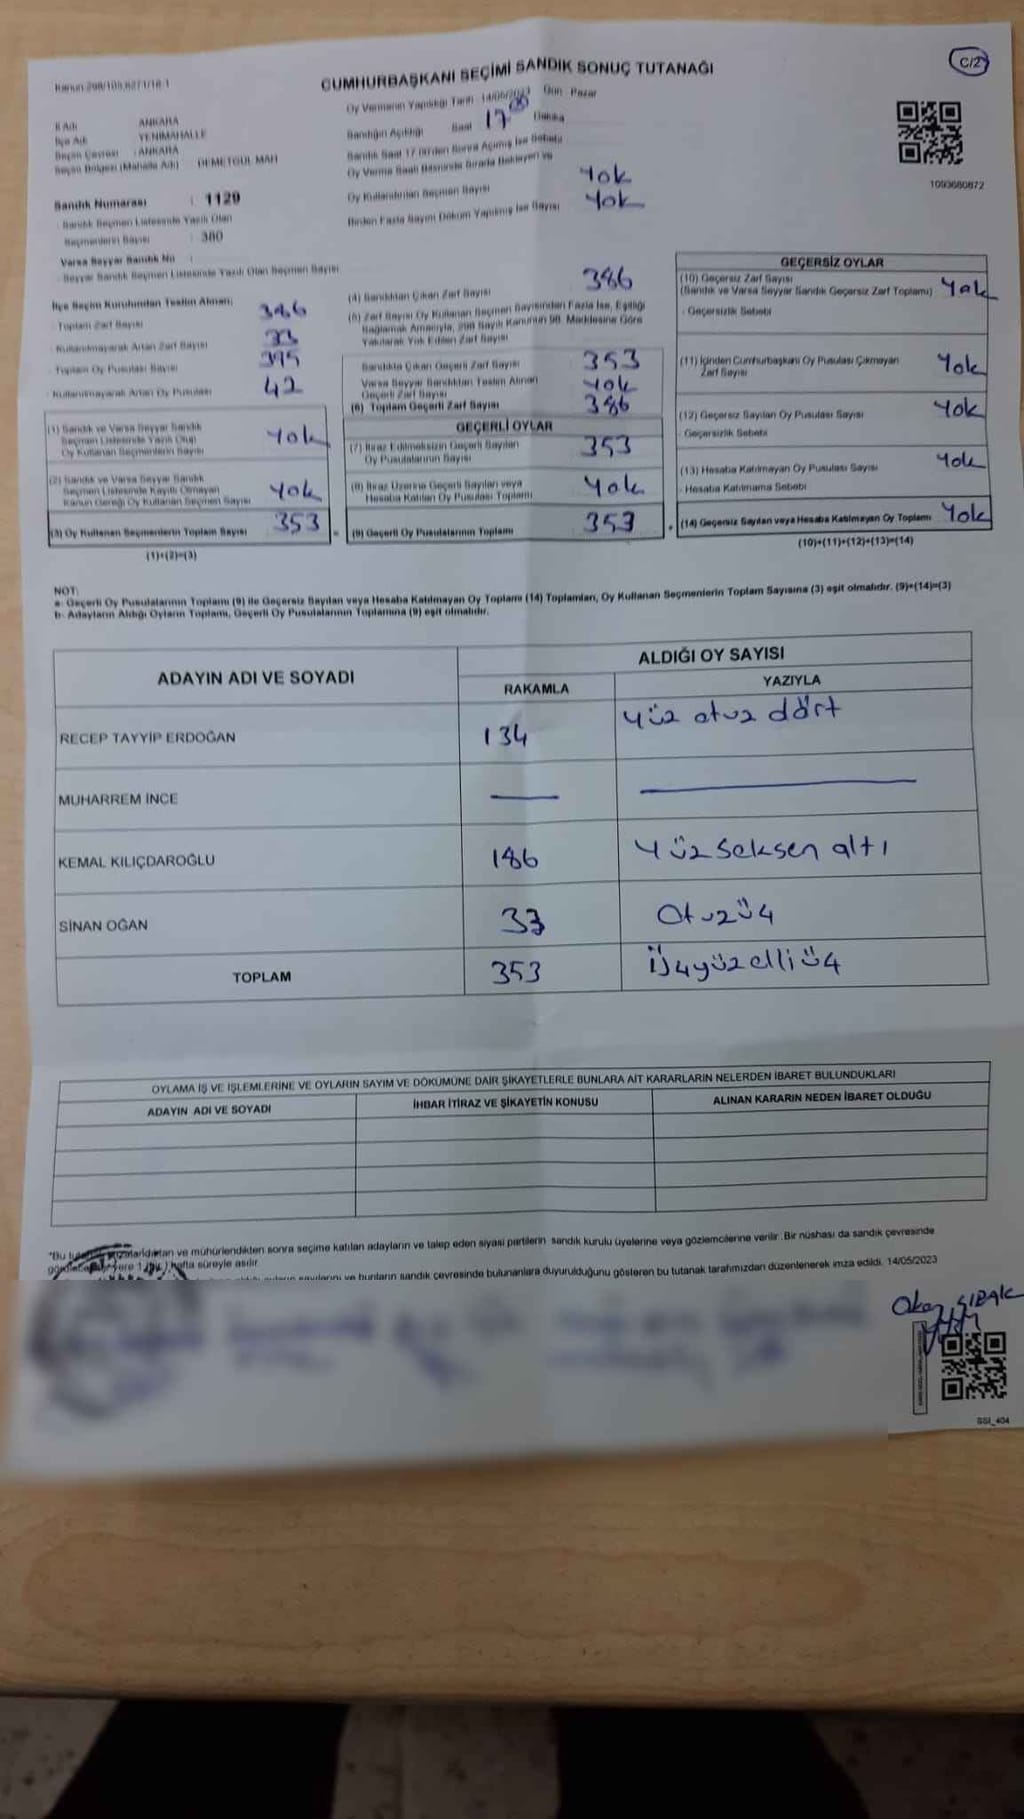 Kanun 298/105,6271/18-1
CUMHURBAŞKANI SEÇİMİ SANDIK SONUÇ TUTANAĞI
C/2
Oy Vermenin Yapıldığı Tarih : 14/05/2023 Gün : Pazar
İl Adı ANKARA
İlçe Adı YENİMAHALLE
Seçim Çevresi : ANKARA
Seçim Bölgesi (Mahalle Adı) : DEMETGÜL MAH
Sandık Numarası : 1129
Sandık Seçmen Listesinde Yazılı Olan
Seçmenlerin Sayısı : 380
Varsa Seyyar Sandık No :
Seyyar Sandık Seçmen Listesinde Yazılı Olan Seçmen Sayısı
Sandığın Açıldığı Saat 17 00 Dakika
Sandık Saat 17.00'den Sonra Açılmış İse Sebebi
Oy Verme Saati Bitiminde Sırada Bekleyen ve
Oy Kullandırılan Seçmen Sayısı Yok
Birden Fazla Sayım Döküm Yapılmış İse Sayısı Yok
1093680872
İlçe Seçim Kurulundan Teslim Alınan;
Toplam Zarf Sayısı 386
Kullanılmayarak Artan Zarf Sayısı 33
Toplam Oy Pusulası Sayısı 395
Kullanılmayarak Artan Oy Pusulası 42
(1) Sandık ve Varsa Seyyar Sandık
Seçmen Listesinde Yazılı Olup
Oy Kullanan Seçmenlerin Sayısı Yok
(2) Sandık ve Varsa Seyyar Sandık
Seçmen Listesinde Kayıtlı Olmayan
Kanun Gereği Oy Kullanan Seçmen Sayısı Yok
(3) Oy Kullanan Seçmenlerin Toplam Sayısı 353 =
(1)+(2)=(3)
(4) Sandıktan Çıkan Zarf Sayısı 386
(5) Zarf Sayısı Oy Kullanan Seçmen Sayısından Fazla İse, Eşitliği
Sağlamak Amacıyla, 298 Sayılı Kanunun 98. Maddesine Göre
Yakılarak Yok Edilen Zarf Sayısı
Sandıkta Çıkan Geçerli Zarf Sayısı 353
Varsa Seyyar Sandıktan Teslim Alınan
Geçerli Zarf Sayısı Yok
(6) Toplam Geçerli Zarf Sayısı 386
GEÇERLİ OYLAR
(7) İtiraz Edilmeksizin Geçerli Sayılan
Oy Pusulalarının Sayısı 353
(8) İtiraz Üzerine Geçerli Sayılan veya
Hesaba Katılan Oy Pusulası Toplamı Yok
(9) Geçerli Oy Pusulalarının Toplamı 353 +
GEÇERSİZ OYLAR
(10) Geçersiz Zarf Sayısı
(Sandık ve Varsa Seyyar Sandık Geçersiz Zarf Toplamı) Yok
- Geçersizlik Sebebi
(11) İçinden Cumhurbaşkanı Oy Pusulası Çıkmayan
Zarf Sayısı Yok
(12) Geçersiz Sayılan Oy Pusulası Sayısı Yok
- Geçersizlik Sebebi
(13) Hesaba Katılmayan Oy Pusulası Sayısı Yok
- Hesaba Katılmama Sebebi
(14) Geçersiz Sayılan veya Hesaba Katılmayan Oy Toplamı Yok
(10)+(11)+(12)+(13)=(14)
NOT:
a- Geçerli Oy Pusulalarının Toplamı (9) ile Geçersiz Sayılan veya Hesaba Katılmayan Oy Toplamı (14) Toplamları, Oy Kullanan Seçmenlerin Toplam Sayısına (3) eşit olmalıdır. (9)+(14)=(3)
b- Adayların Aldığı Oyların Toplamı, Geçerli Oy Pusulalarının Toplamına (9) eşit olmalıdır.
ADAYIN ADI VE SOYADI ALDIĞI OY SAYISI
RAKAMLA YAZIYLA
RECEP TAYYİP ERDOĞAN 134 Yüz otuz dört
MUHARREM İNCE
KEMAL KILIÇDAROĞLU 186 Yüz seksen altı
SİNAN OĞAN 33 Otuzüç
TOPLAM 353 Üçyüz elli üç
OYLAMA İŞ VE İŞLEMLERİNE VE OYLARIN SAYIM VE DÖKÜMÜNE DAİR ŞİKAYETLERLE BUNLARA AİT KARARLARIN NELERDEN İBARET BULUNDUKLARI
ADAYIN ADI VE SOYADI İHBAR İTİRAZ VE ŞİKAYETİN KONUSU ALINAN KARARIN NEDEN İBARET OLDUĞU
*Bu ve mühürlendikten sonra seçime katılan adayların ve talep eden siyasi partilerin sandık kurulu üyelerine veya gözlemcilerine verilir. Bir nüshası da sandık çevresinde
yere 1 hafta süreyle asılır.
ve bunların sandık çevresinde bulunanlara duyurulduğunu gösteren bu tutanak tarafımızdan düzenlenerek imza edildi. 14/05/2023
SSI_404